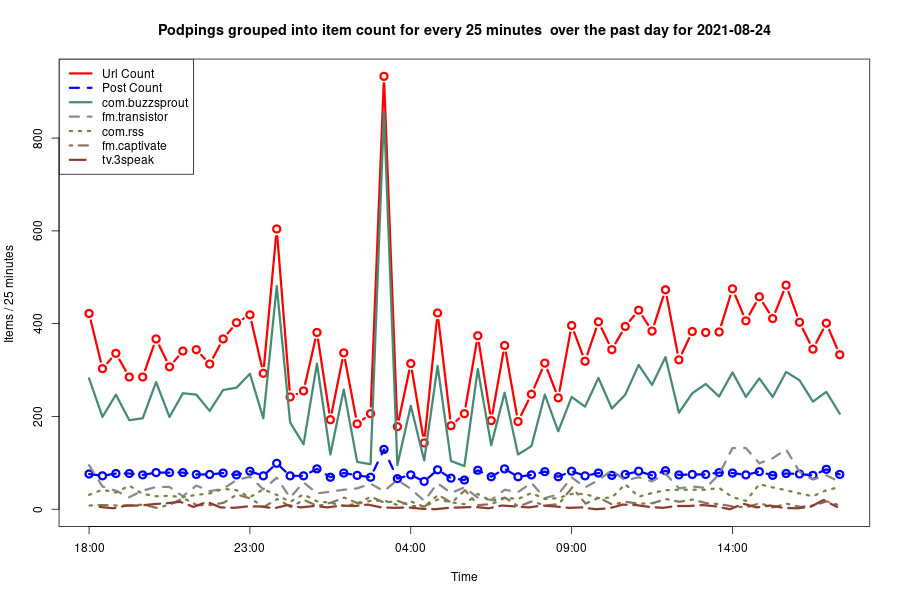 Podpings grouped into item count for every 25 minutes  over the past day for 2021-08-24
Url Count
Post Count
com.buzzsprout
fm.transistor
com.rss
fm.captivate
tv.3speak
Items / 25 minutes
800
600
400
200
0
18:00 23:00 04:00 09:00 14:00
Time